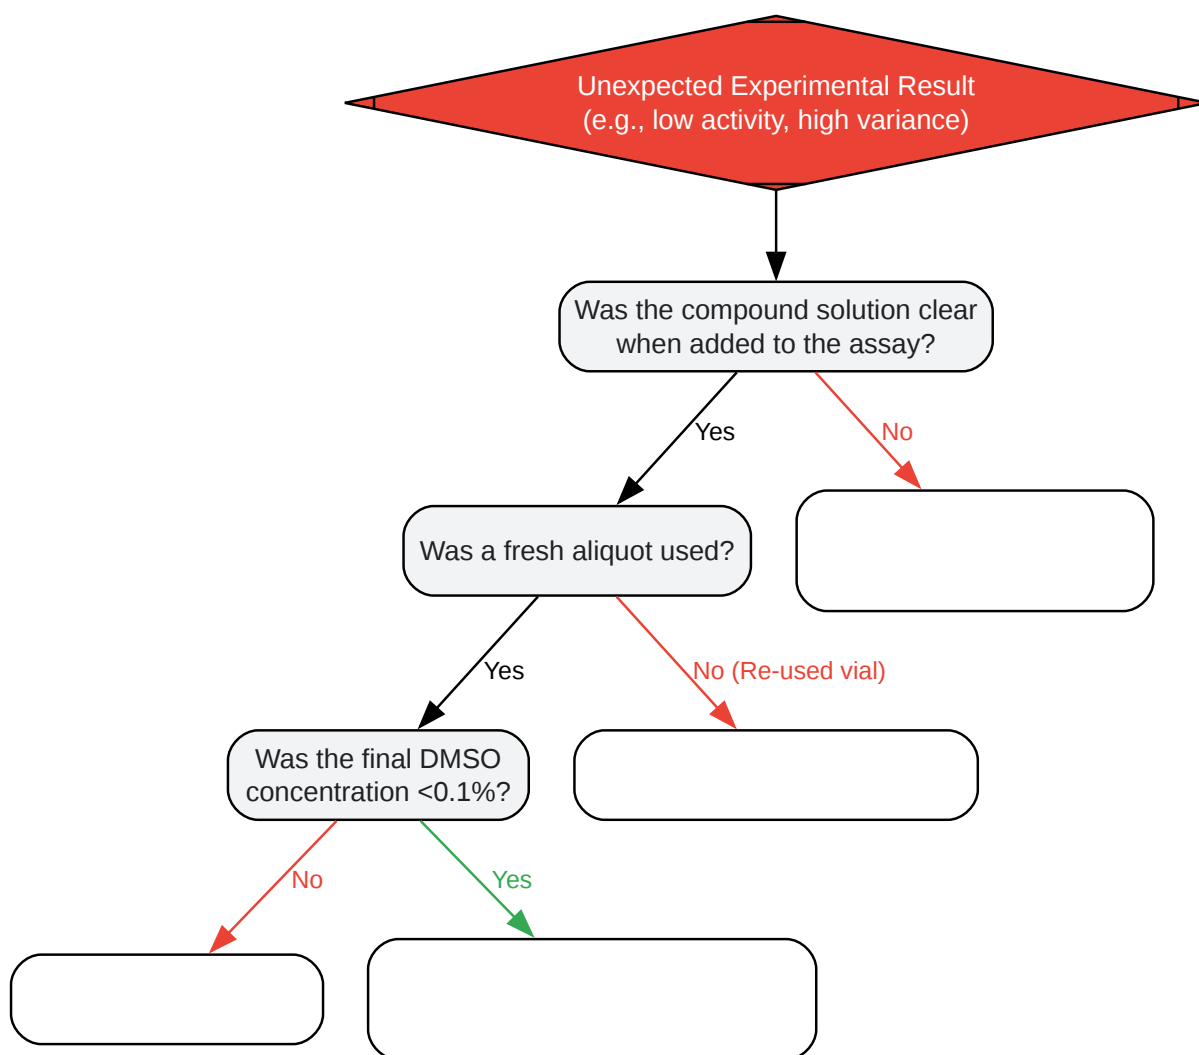 Unexpected Experimental Result
(e.g., low activity, high variance)
Was the compound solution clear
when added to the assay?
Yes
No
Was a fresh aliquot used?
Yes
No (Re-used vial)
Was the final DMSO
concentration <0.1%?
No
Yes